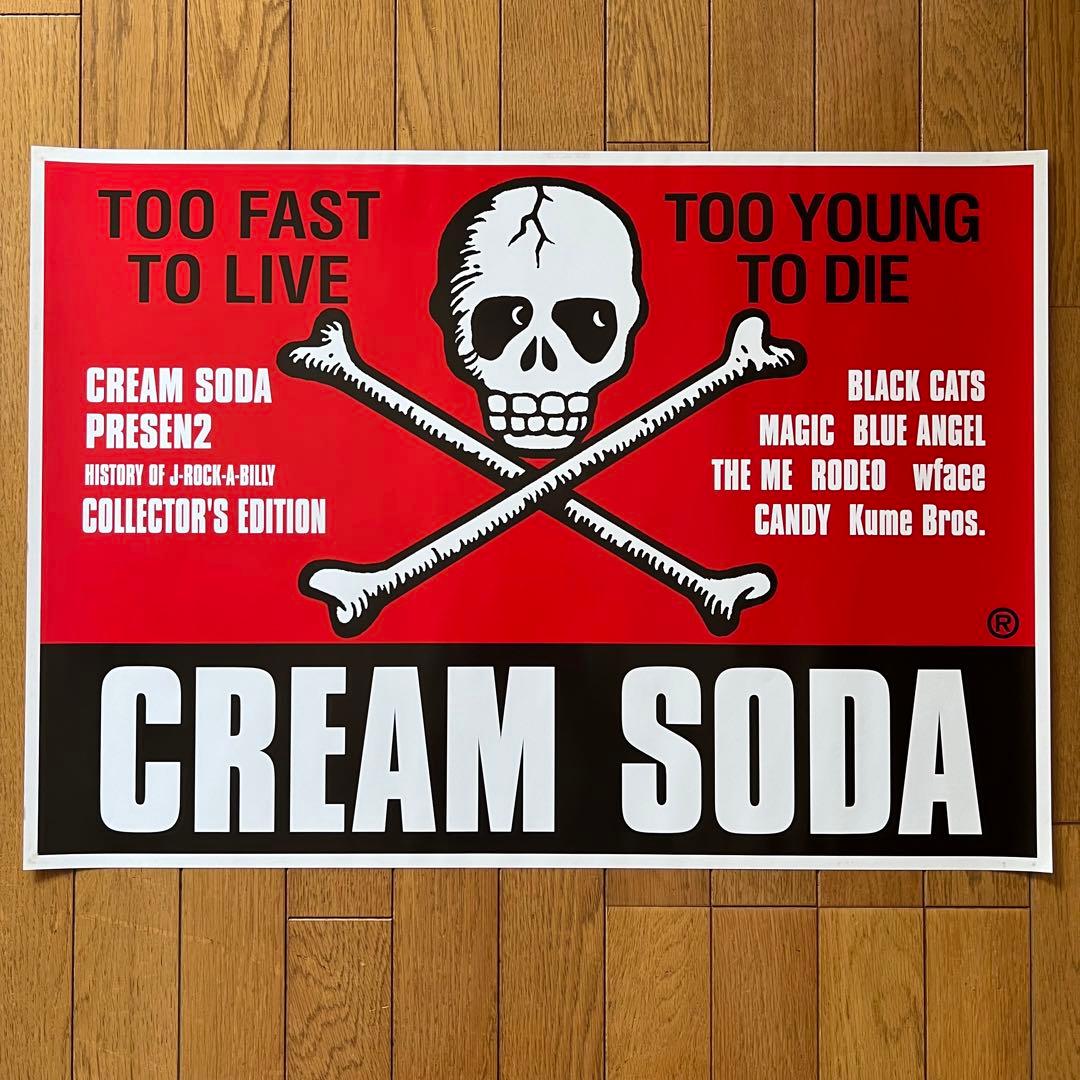 TOO FAST
TO LIVE
TOO YOUNG
TO DIE
CREAM SODA
PRESEN2
HISTORY OF J-ROCK-A-BILLY
COLLECTOR'S EDITION
BLACK CATS
MAGIC BLUE ANGEL
THE ME RODEO wface
CANDY Kume Bros.
®
CREAM SODA